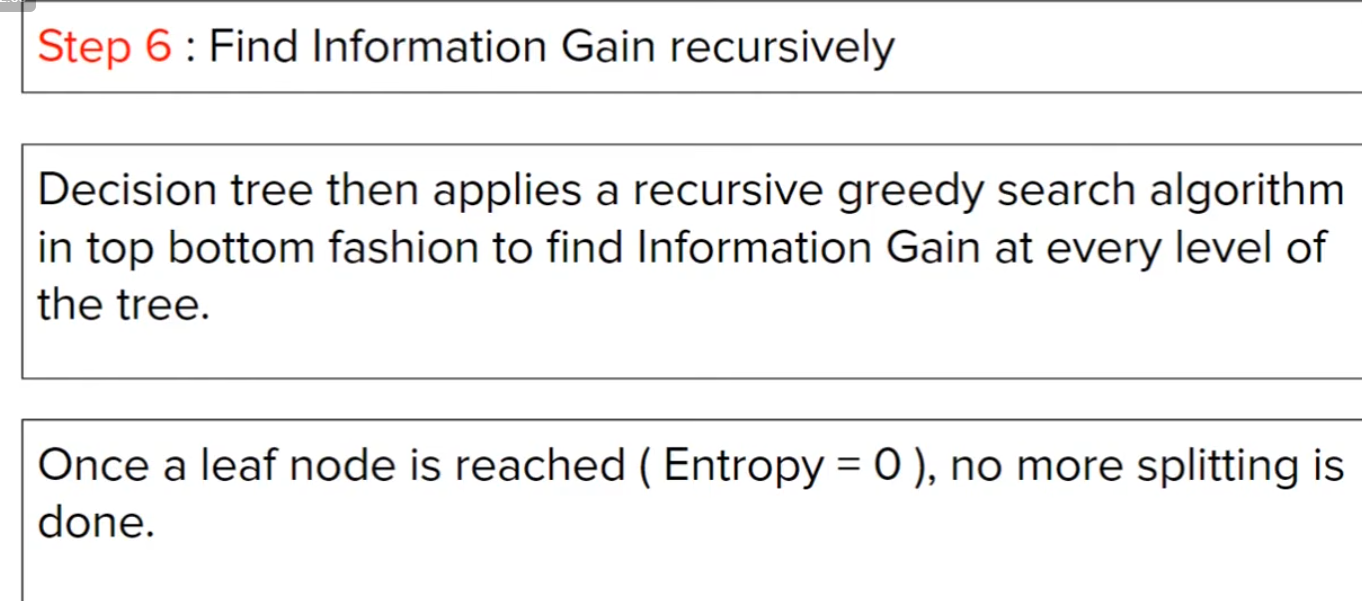 Step 6 : Find Information Gain recursively
Decision tree then applies a recursive greedy search algorithm
in top bottom fashion to find Information Gain at every level of
the tree.
Once a leaf node is reached ( Entropy = 0 ), no more splitting is
done.